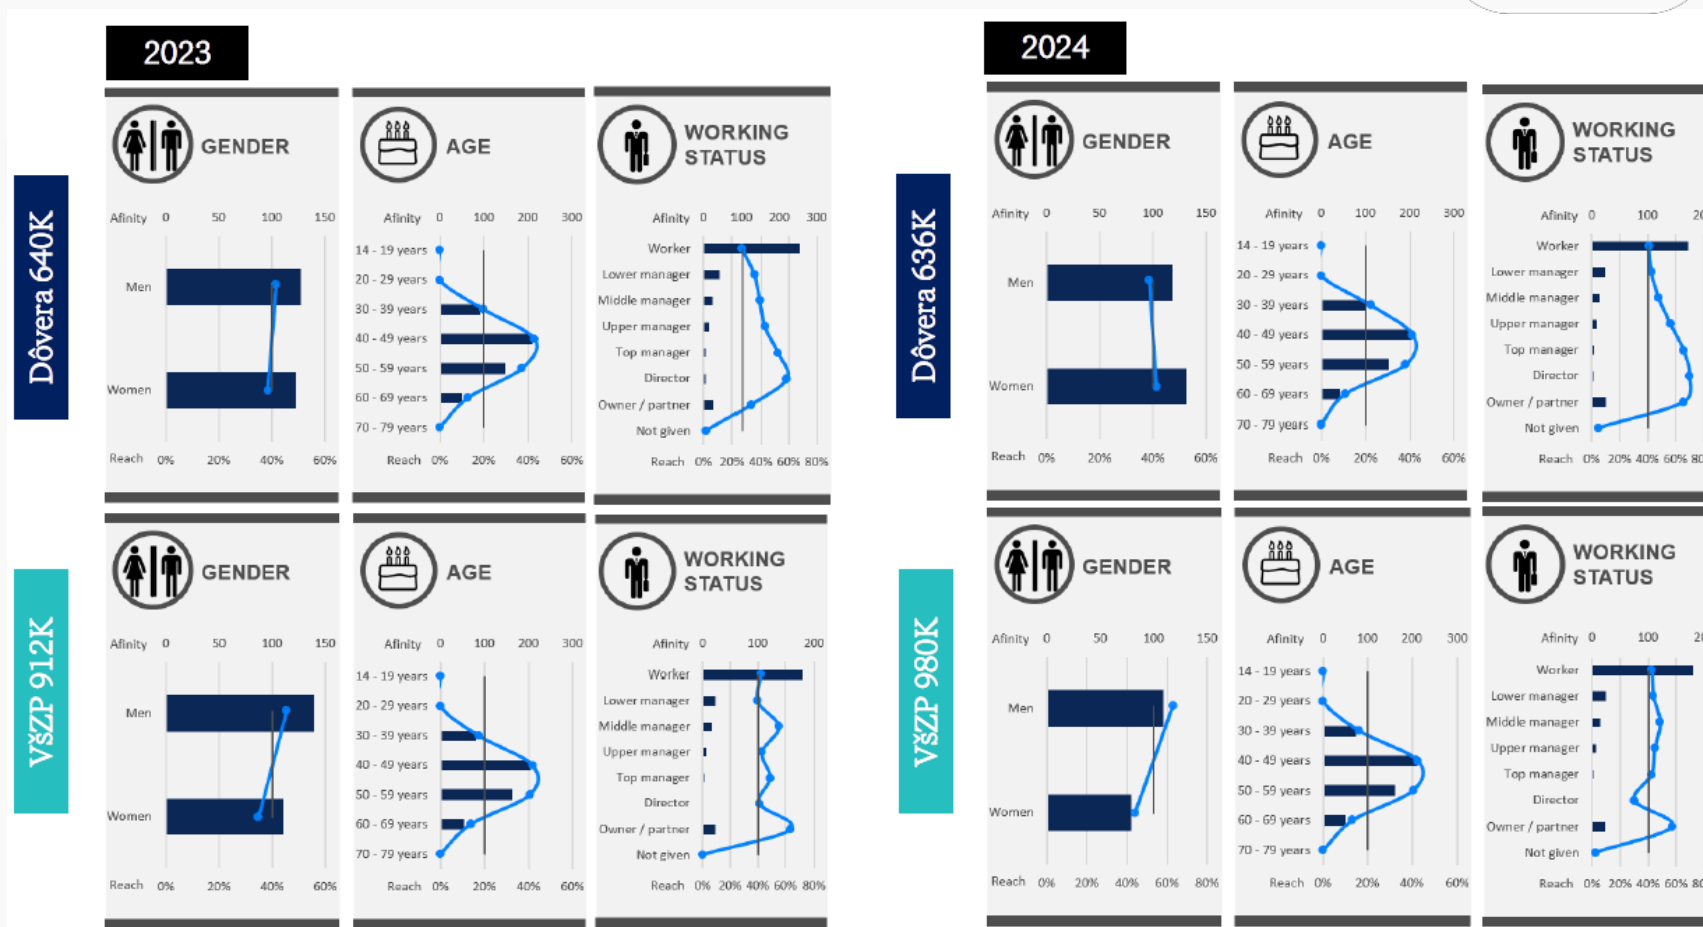 2023
Dôvera 640K
GENDER
Afinity 0 50 100 150
Men
Women
Reach 0% 20% 40% 60%
AGE
Afinity 0 100 200 300
14 - 19 years
20 - 29 years
30 - 39 years
40 - 49 years
50 - 59 years
60 - 69 years
70 - 79 years
Reach 0% 20% 40% 60%
WORKING
STATUS
Afinity 0 100 200 300
Worker
Lower manager
Middle manager
Upper manager
Top manager
Director
Owner / partner
Not given
Reach 0% 20% 40% 60% 80%
VšZP 912K
GENDER
Afinity 0 50 100 150
Men
Women
Reach 0% 20% 40% 60%
AGE
Afinity 0 100 200 300
14 - 19 years
20 - 29 years
30 - 39 years
40 - 49 years
50 - 59 years
60 - 69 years
70 - 79 years
Reach 0% 20% 40% 60%
WORKING
STATUS
Afinity 0 100 200
Worker
Lower manager
Middle manager
Upper manager
Top manager
Director
Owner / partner
Not given
Reach 0% 20% 40% 60% 80%
2024
Dôvera 636K
GENDER
Afinity 0 50 100 150
Men
Women
Reach 0% 20% 40% 60%
AGE
Afinity 0 100 200 300
14 - 19 years
20 - 29 years
30 - 39 years
40 - 49 years
50 - 59 years
60 - 69 years
70 - 79 years
Reach 0% 20% 40% 60%
WORKING
STATUS
Afinity 0 100
Worker
Lower manager
Middle manager
Upper manager
Top manager
Director
Owner / partner
Not given
Reach 0% 20% 40% 60%
VšZP 980K
GENDER
Afinity 0 50 100 150
Men
Women
Reach 0% 20% 40% 60% 80%
AGE
Afinity 0 100 200 300
14 - 19 years
20 - 29 years
30 - 39 years
40 - 49 years
50 - 59 years
60 - 69 years
70 - 79 years
Reach 0% 20% 40% 60%
WORKING
STATUS
Afinity 0 100
Worker
Lower manager
Middle manager
Upper manager
Top manager
Director
Owner / partner
Not given
Reach 0% 20% 40% 60%